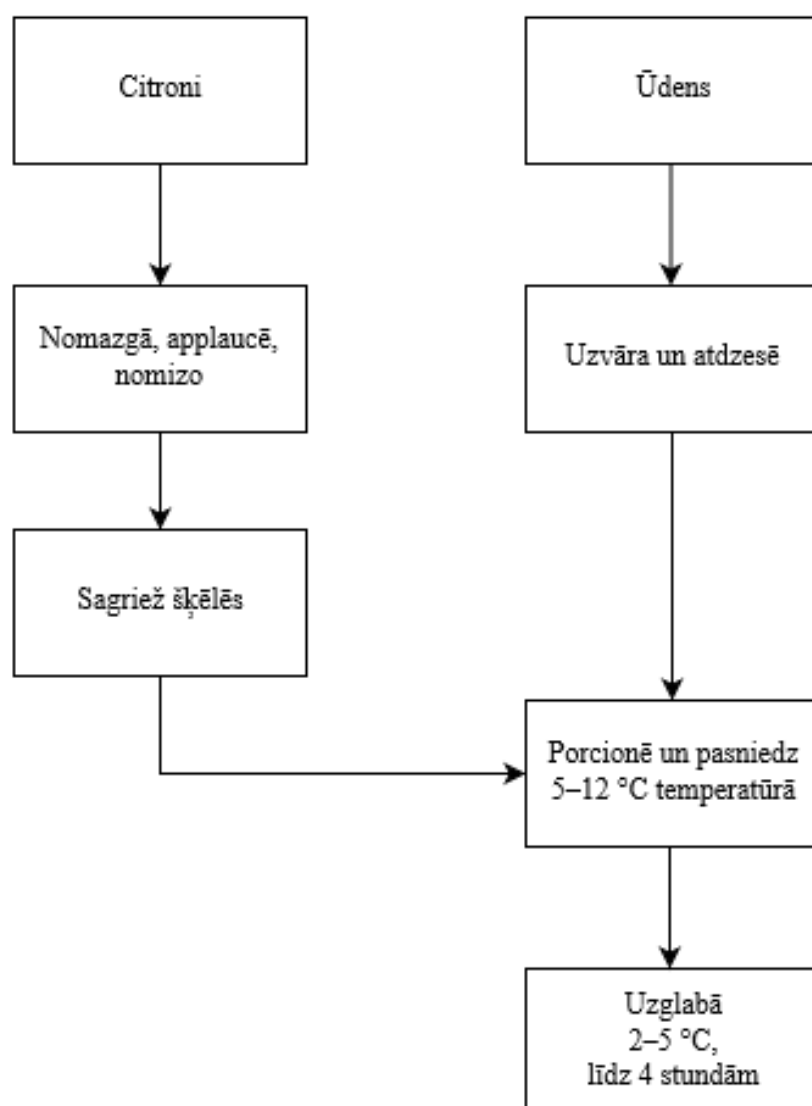 Citroni
Ūdens
Nomazgā, applaucē,
nomizo
Uzvāra un atdzesē
Sagriež šķēlēs
Porcionē un pasniedz
5–12 °C temperatūrā
Uzglabā
2–5 °C,
līdz 4 stundām